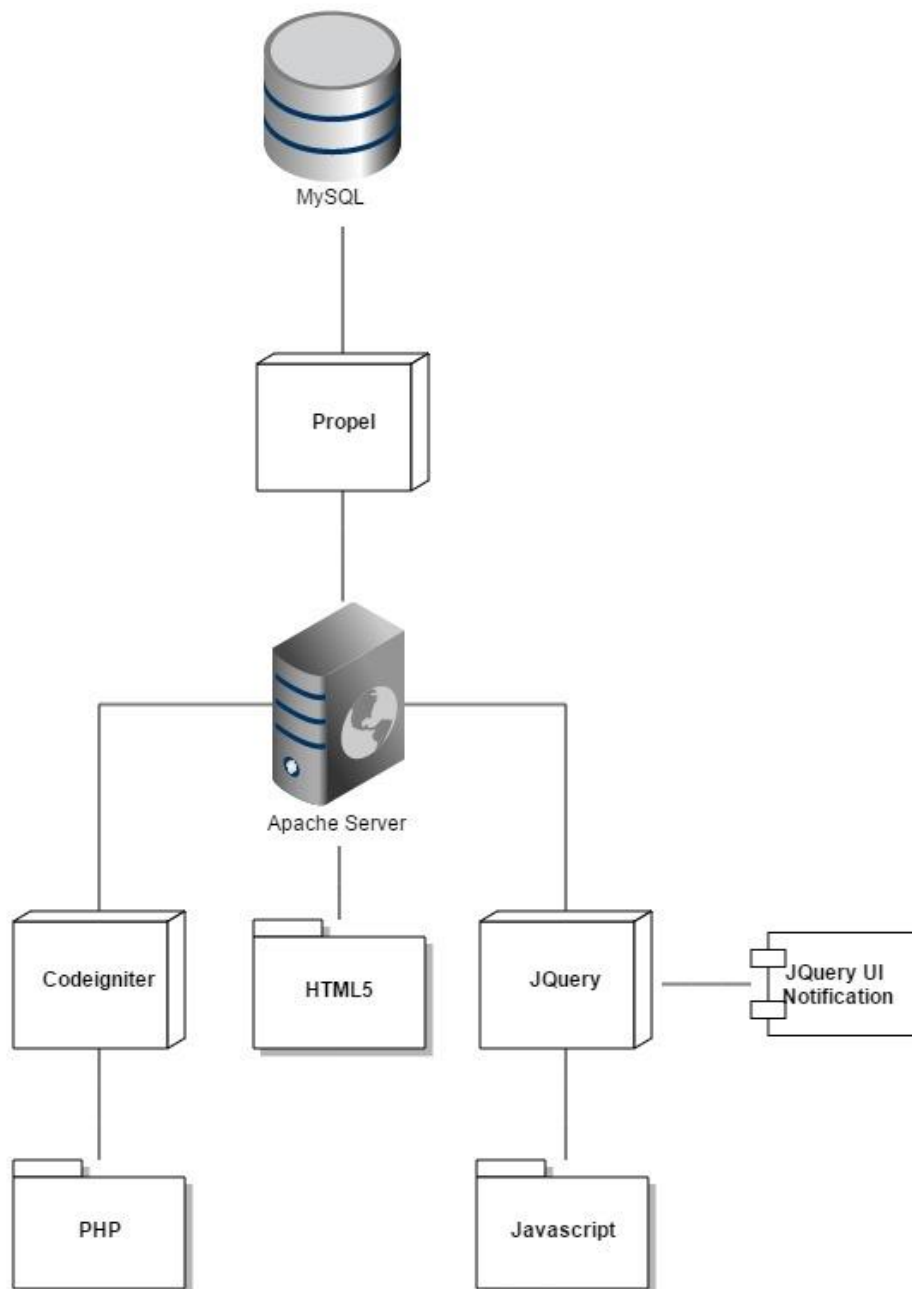 MySQL
Propel
Apache Server
Codeigniter
HTML5
JQuery
JQuery UI
Notification
PHP
Javascript